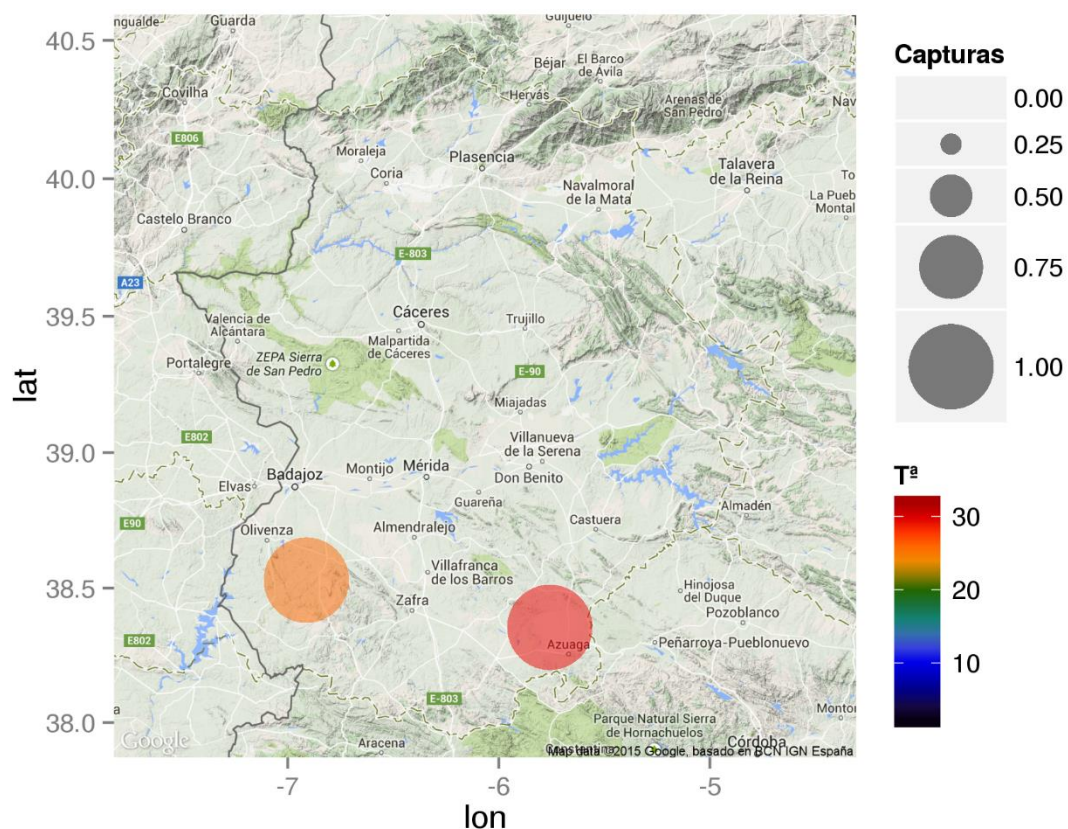 40.5
40.0
39.5
39.0
38.5
38.0
lat
-7
-6
-5
lon
Guarda
Guijuelo
Béjar
El Barco
de Ávila
Covilha
Hervás
Arenas de
San Pedro
E806
Moraleja
Plasencia
Coria
Talavera
de la Reina
Navalmoral
de la Mata
La Pueb
Montal
Castelo Branco
E-803
A23
Cáceres
Trujillo
Valencia de
Alcántara
Malpartida
de Cáceres
Portalegre
ZEPA Sierra
de San Pedro
E-90
Miajadas
E802
Villanueva
de la Serena
Badajoz
Montijo
Mérida
Don Benito
Elvas
Guareña
Almadén
E90
Olivenza
Almendralejo
Castuera
Villafranca
de los Barros
Hinojosa
del Duque
Zafra
Pozoblanco
E802
Azuaga
Peñarroya-Pueblonuevo
E-803
Parque Natural Sierra
de Hornachuelos
Montor
Google
Aracena
Constantina
Córdoba
Map data ©2015 Google, basado en BCN IGN España
Capturas
0.00
0.25
0.50
0.75
1.00
Tª
30
20
10